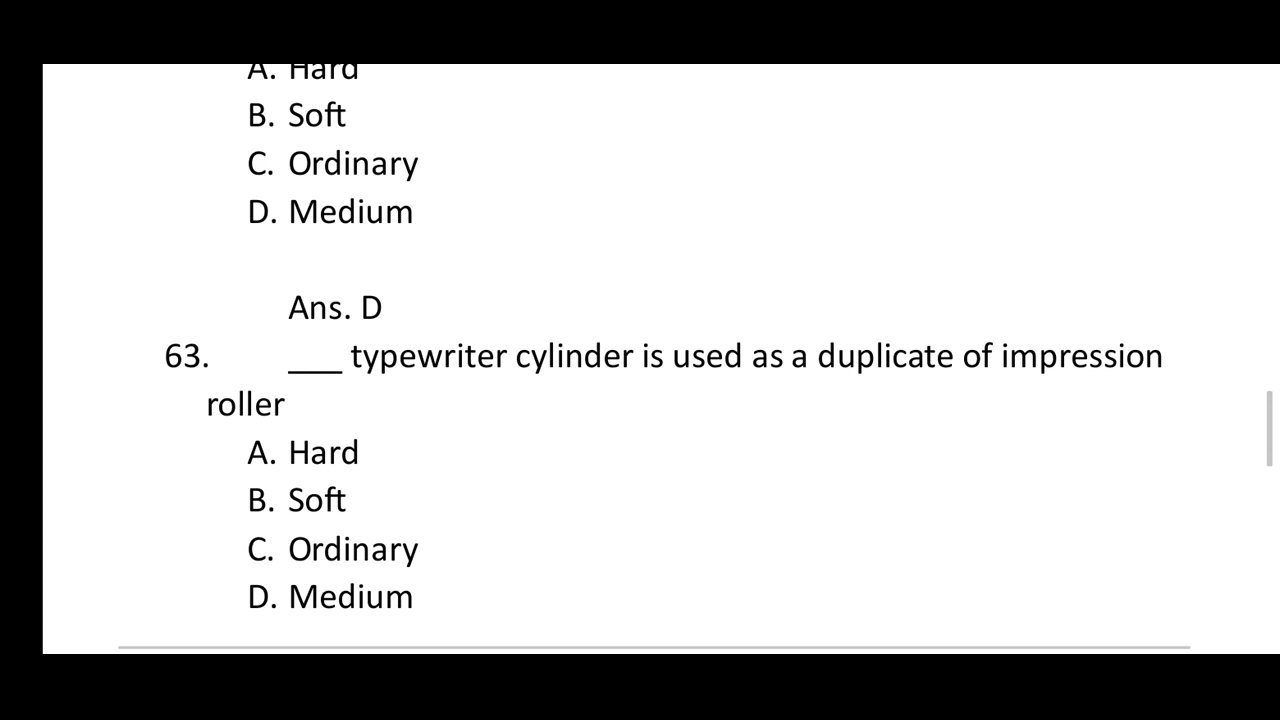 A. Hard
B. Soft
C. Ordinary
D. Medium
Ans. D
63. ___ typewriter cylinder is used as a duplicate of impression
roller
A. Hard
B. Soft
C. Ordinary
D. Medium